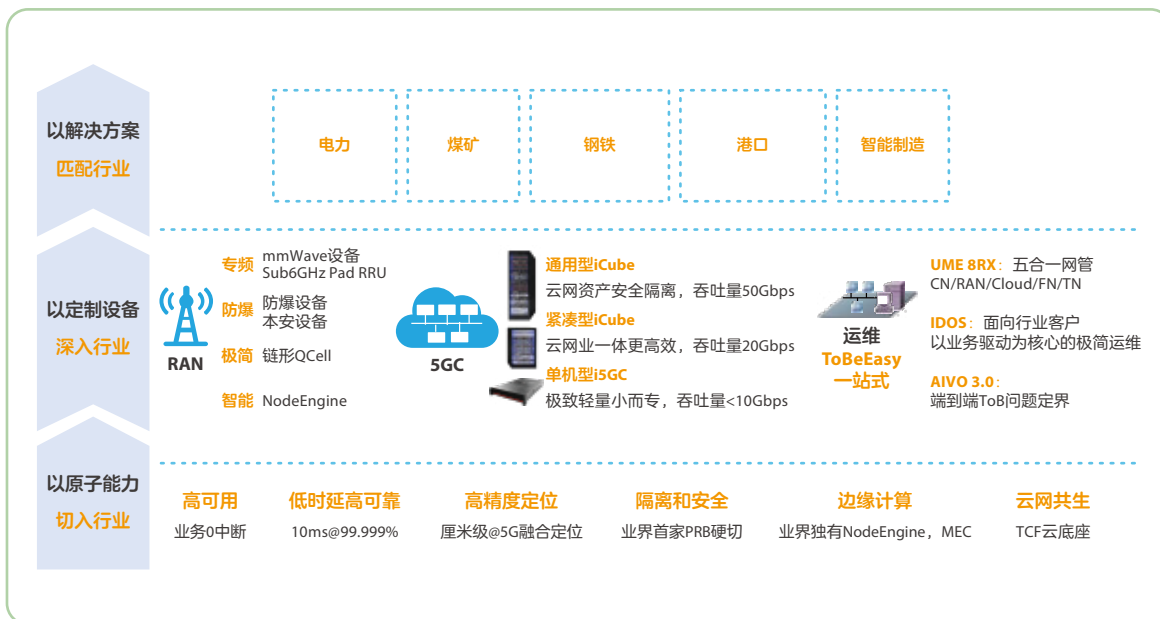 以解决方案
匹配行业
电力
煤矿
钢铁
港口
智能制造
以定制设备
深入行业
RAN
专频
mmWave设备
Sub6GHz Pad RRU
防爆
防爆设备
本安设备
极简
链形QCell
智能
NodeEngine
5GC
通用型iCube
云网资产安全隔离，吞吐量50Gbps
紧凑型iCube
云网业一体更高效，吞吐量20Gbps
单机型i5GC
极致轻量小而专，吞吐量<10Gbps
运维
ToBeEasy
一站式
UME 8RX：五合一网管
CN/RAN/Cloud/FN/TN
IDOS：面向行业客户
以业务驱动为核心的极简运维
AIVO 3.0：
端到端ToB问题定界
以原子能力
切入行业
高可用
业务0中断
低时延高可靠
10ms@99.999%
高精度定位
厘米级@5G融合定位
隔离和安全
业界首家PRB硬切
边缘计算
业界独有NodeEngine，MEC
云网共生
TCF云底座